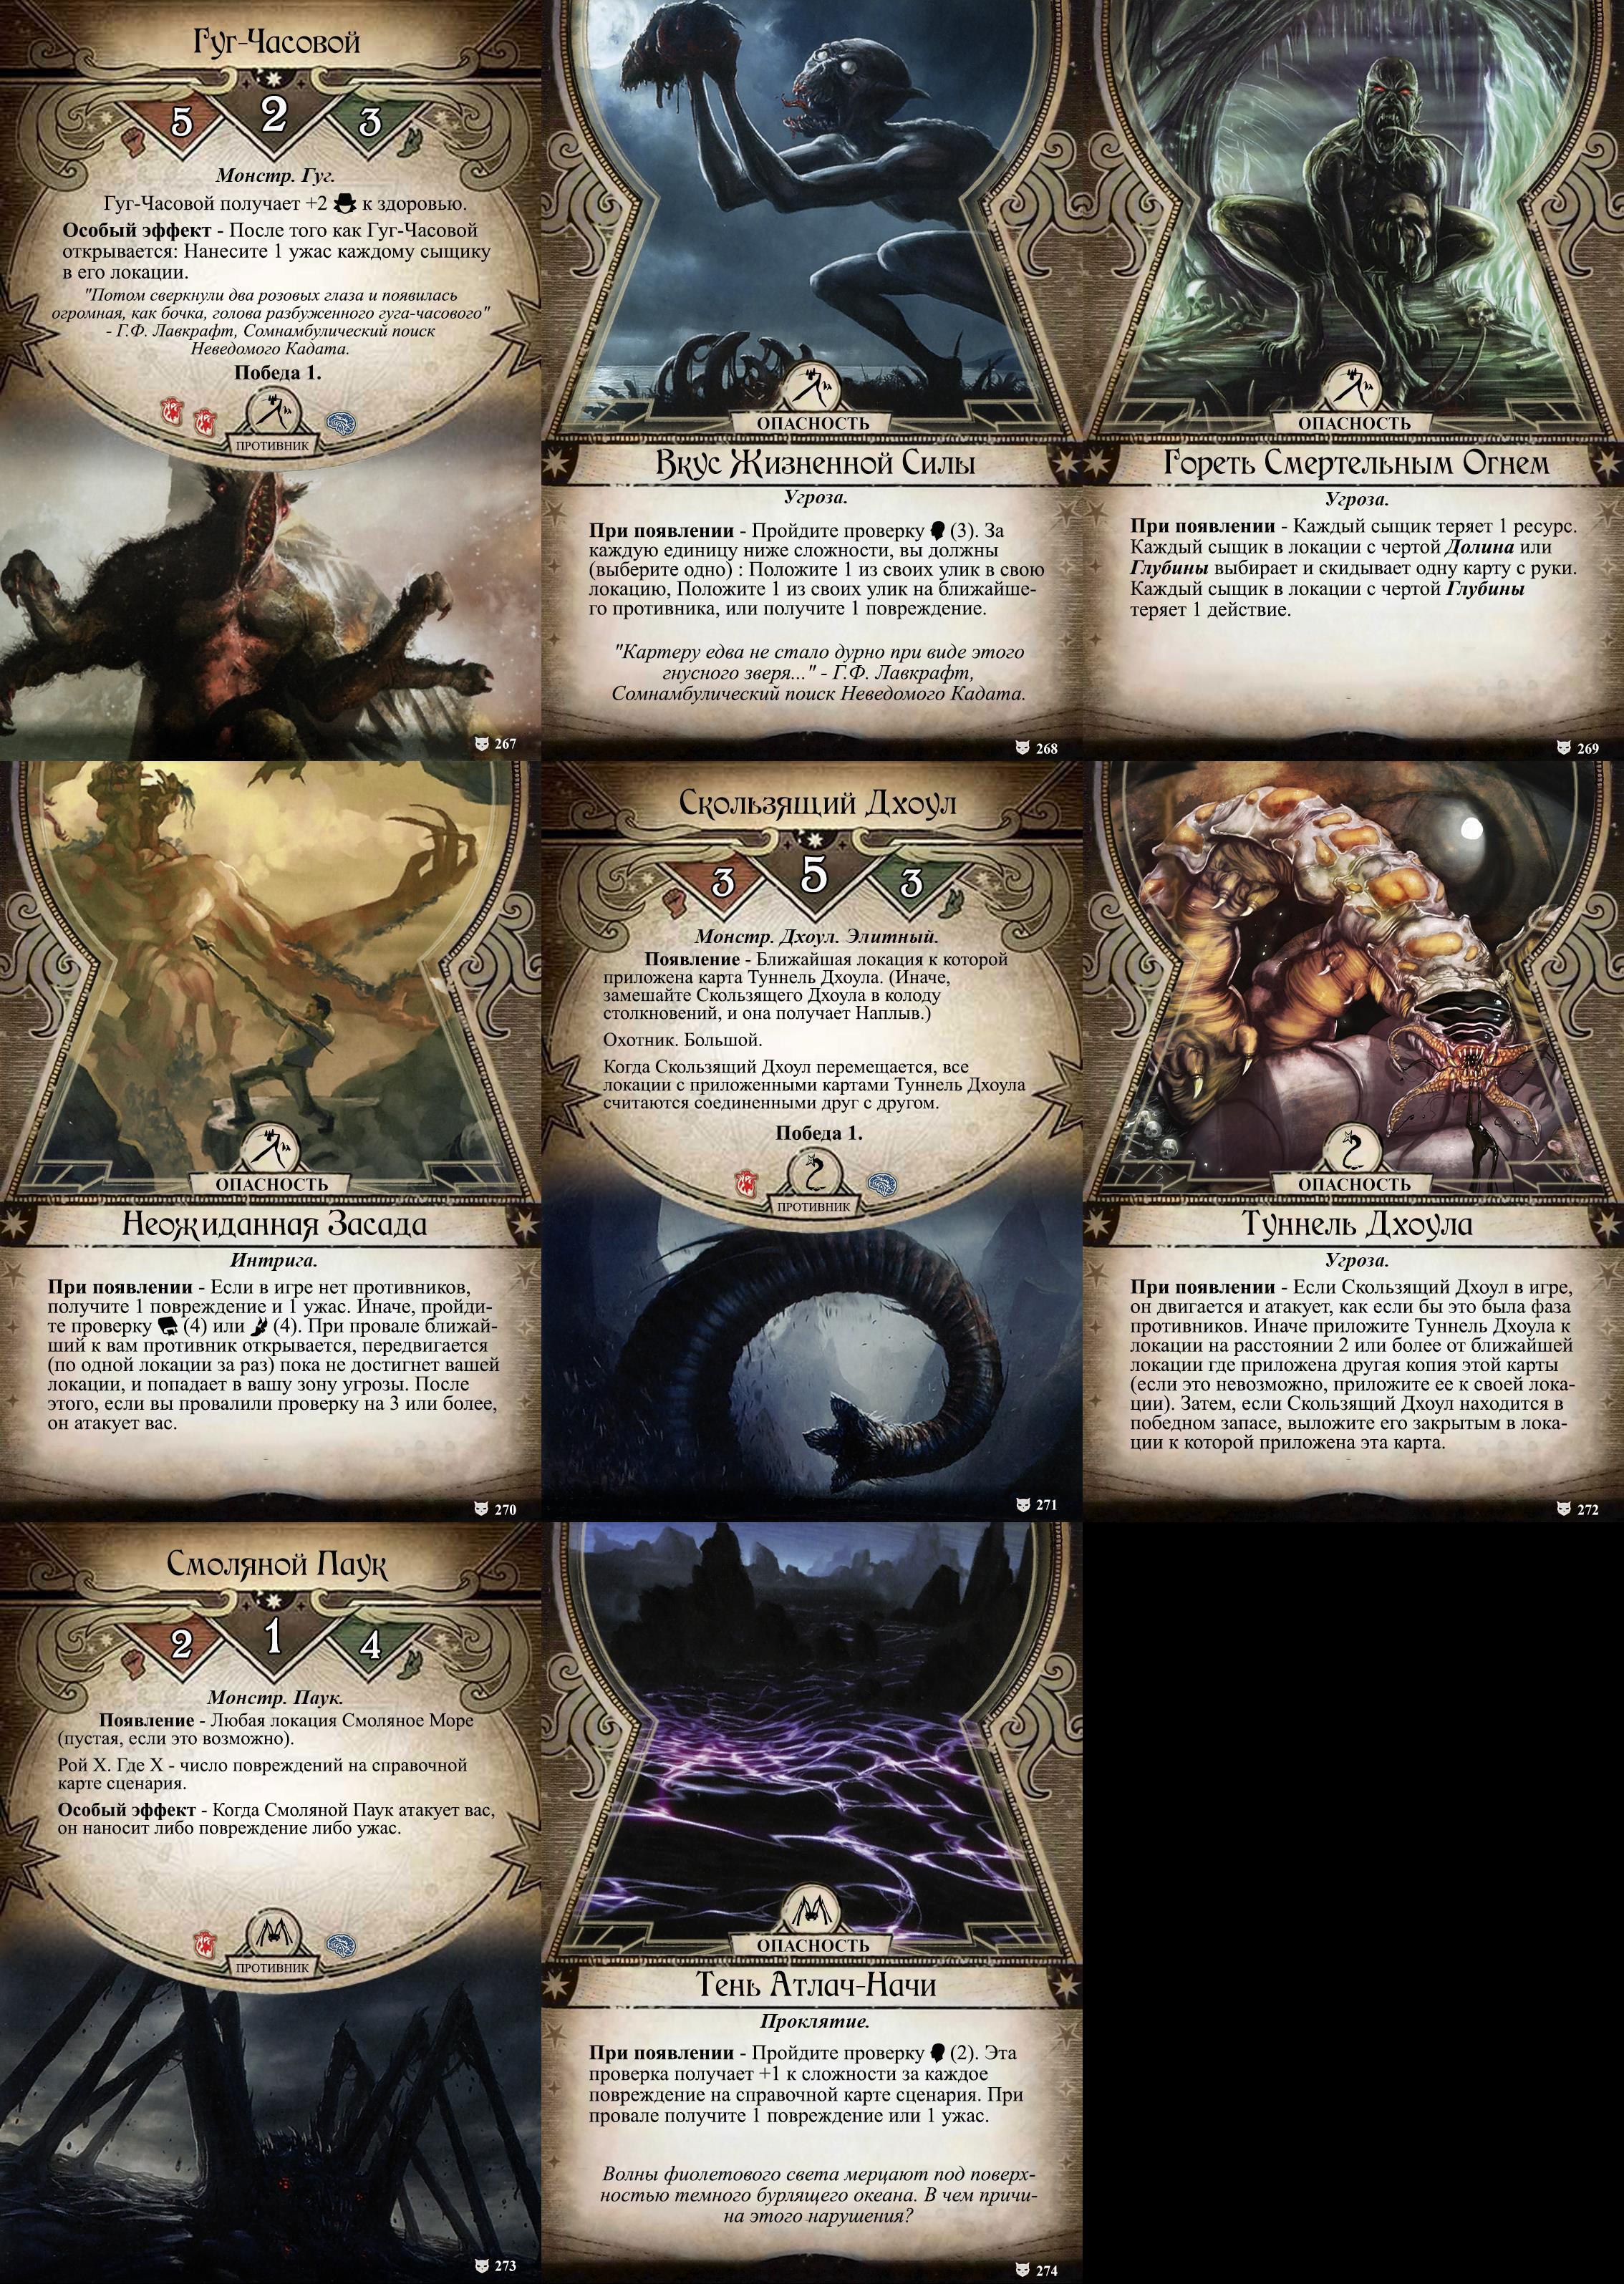 Гуг-Часовой
5 2 3
Монстр. Гуг.
Гуг-Часовой получает +2 к здоровью.
Особый эффект - После того как Гуг-Часовой
открывается: Нанесите 1 ужас каждому сыщику
в его локации.
"Потом сверкнули два розовых глаза и появилась
огромная, как бочка, голова разбуженного гуга-часового"
- Г.Ф. Лавкрафт, Сомнамбулический поиск
Неведомого Кадата.
Победа 1.
ПРОТИВНИК
267
ОПАСНОСТЬ
Вкус Жизненной Силы
Угроза.
При появлении - Пройдите проверку (3). За
каждую единицу ниже сложности, вы должны
(выберите одно) : Положите 1 из своих улик в свою
локацию, Положите 1 из своих улик на ближайше-
го противника, или получите 1 повреждение.
"Картеру едва не стало дурно при виде этого
гнусного зверя..." - Г.Ф. Лавкрафт,
Сомнамбулический поиск Неведомого Кадата.
268
ОПАСНОСТЬ
Гореть Смертельным Огнем
Угроза.
При появлении - Каждый сыщик теряет 1 ресурс.
Каждый сыщик в локации с чертой Долина или
Глубины выбирает и скидывает одну карту с руки.
Каждый сыщик в локации с чертой Глубины
теряет 1 действие.
269
ОПАСНОСТЬ
Неожиданная Засада
Интрига.
При появлении - Если в игре нет противников,
получите 1 повреждение и 1 ужас. Иначе, пройди-
те проверку (4) или (4). При провале ближай-
ший к вам противник открывается, передвигается
(по одной локации за раз) пока не достигнет вашей
локации, и попадает в вашу зону угрозы. После
этого, если вы провалили проверку на 3 или более,
он атакует вас.
270
Скользящий Дхоул
3 5 3
Монстр. Дхоул. Элитный.
Появление - Ближайшая локация к которой
приложена карта Туннель Дхоула. (Иначе,
замешайте Скользящего Дхоула в колоду
столкновений, и она получает Наплыв.)
Охотник. Большой.
Когда Скользящий Дхоул перемещается, все
локации с приложенными картами Туннель Дхоула
считаются соединенными друг с другом.
Победа 1.
ПРОТИВНИК
271
ОПАСНОСТЬ
Туннель Дхоула
Угроза.
При появлении - Если Скользящий Дхоул в игре,
он двигается и атакует, как если бы это была фаза
противников. Иначе приложите Туннель Дхоула к
локации на расстоянии 2 или более от ближайшей
локации где приложена другая копия этой карты
(если это невозможно, приложите ее к своей лока-
ции). Затем, если Скользящий Дхоул находится в
победном запасе, выложите его закрытым в лока-
ции к которой приложена эта карта.
272
Смоляной Паук
2 1 4
Монстр. Паук.
Появление - Любая локация Смоляное Море
(пустая, если это возможно).
Рой X. Где X - число повреждений на справочной
карте сценария.
Особый эффект - Когда Смоляной Паук атакует вас,
он наносит либо повреждение либо ужас.
ПРОТИВНИК
273
ОПАСНОСТЬ
Тень Атлач-Начи
Проклятие.
При появлении - Пройдите проверку (2). Эта
проверка получает +1 к сложности за каждое
повреждение на справочной карте сценария. При
провале получите 1 повреждение или 1 ужас.
Волны фиолетового света мерцают под поверх-
ностью темного бурлящего океана. В чем причи-
на этого нарушения?
274